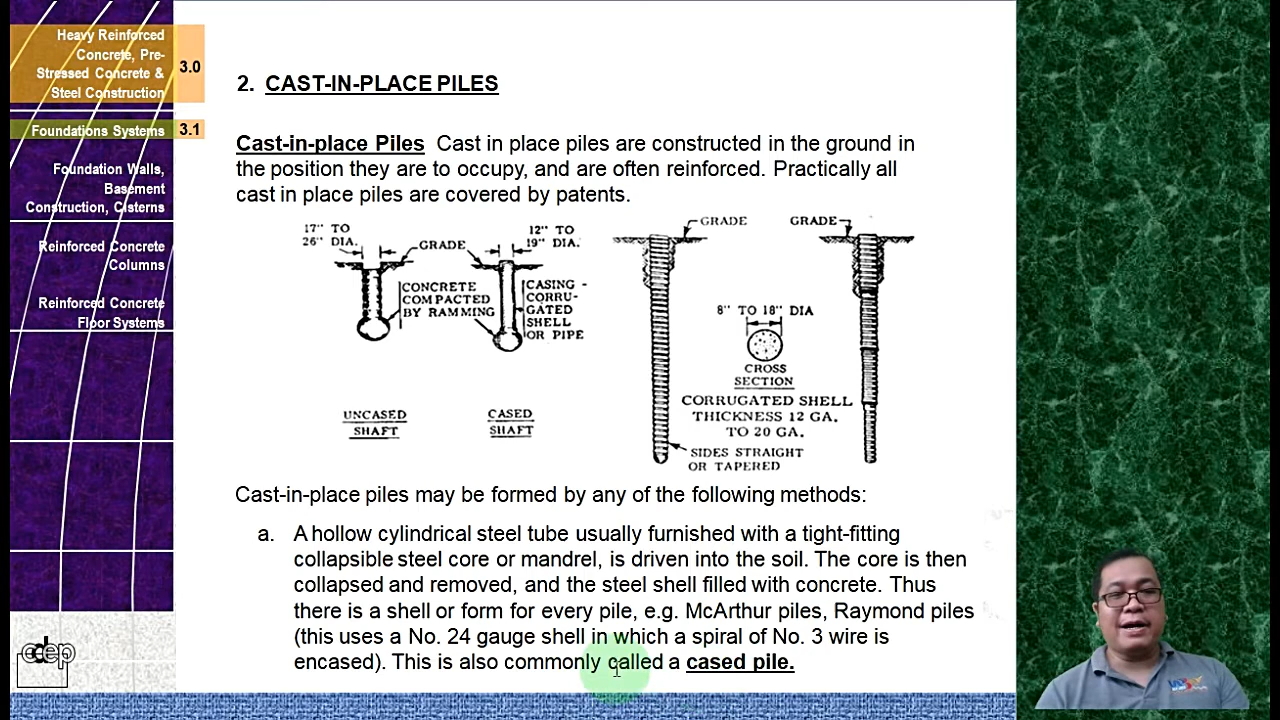 Heavy Reinforced
Concrete, Pre-
Stressed Concrete &
Steel Construction
3.0
Foundations Systems
3.1
Foundation Walls,
Basement
Construction, Cisterns
Reinforced Concrete
Columns
Reinforced Concrete
Floor Systems
2. CAST-IN-PLACE PILES
Cast-in-place Piles Cast in place piles are constructed in the ground in
the position they are to occupy, and are often reinforced. Practically all
cast in place piles are covered by patents.
17" TO
26" DIA.
GRADE
12" TO
19" DIA.
CONCRETE
COMPACTED
BY RAMMING
CASING -
CORRU-
GATED
SHELL
OR PIPE
UNCASED
SHAFT
CASED
SHAFT
GRADE
GRADE
8" TO 18" DIA
CROSS
SECTION
CORRUGATED SHELL
THICKNESS 12 GA.
TO 20 GA.
SIDES STRAIGHT
OR TAPERED
Cast-in-place piles may be formed by any of the following methods:
a. A hollow cylindrical steel tube usually furnished with a tight-fitting
collapsible steel core or mandrel, is driven into the soil. The core is then
collapsed and removed, and the steel shell filled with concrete. Thus
there is a shell or form for every pile, e.g. McArthur piles, Raymond piles
(this uses a No. 24 gauge shell in which a spiral of No. 3 wire is
encased). This is also commonly called a cased pile.